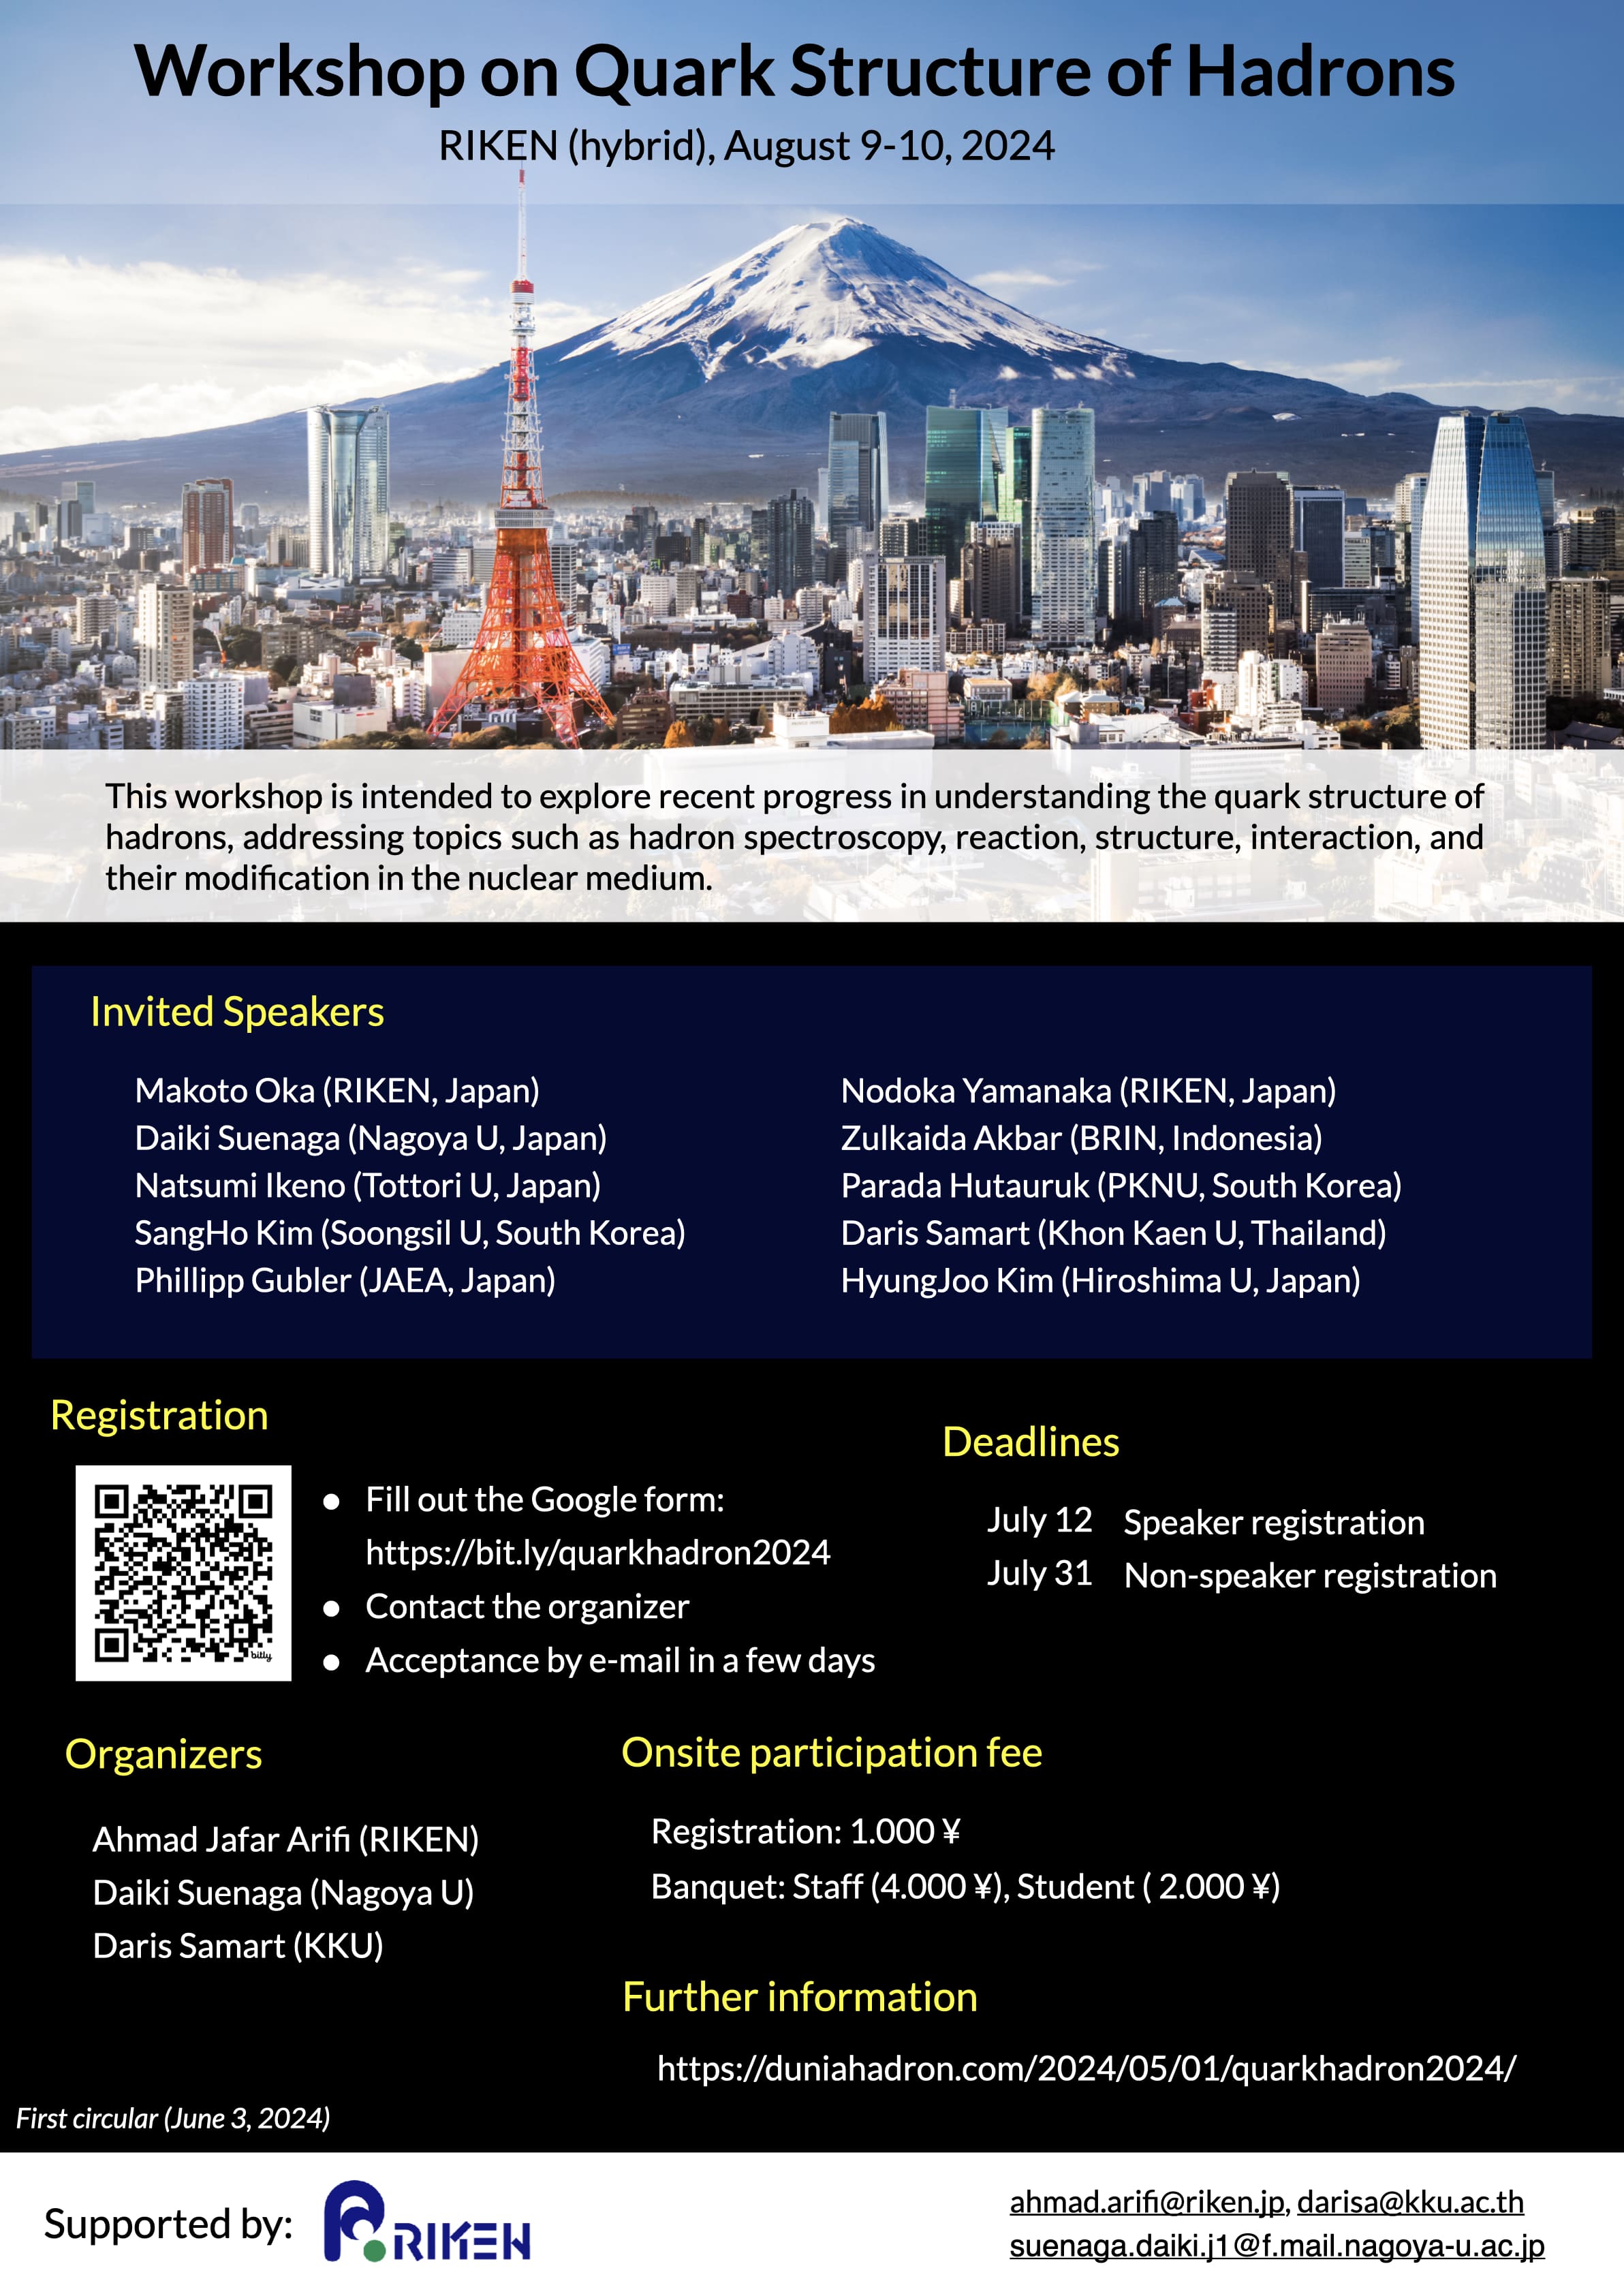 Workshop on Quark Structure of Hadrons
RIKEN (hybrid), August 9-10, 2024
This workshop is intended to explore recent progress in understanding the quark structure of
hadrons, addressing topics such as hadron spectroscopy, reaction, structure, interaction, and
their modification in the nuclear medium.
Invited Speakers
Makoto Oka (RIKEN, Japan)
Daiki Suenaga (Nagoya U, Japan)
Natsumi Ikeno (Tottori U, Japan)
SangHo Kim (Soongsil U, South Korea)
Phillipp Gubler (JAEA, Japan)
Nodoka Yamanaka (RIKEN, Japan)
Zulkaida Akbar (BRIN, Indonesia)
Parada Hutauruk (PKNU, South Korea)
Daris Samart (Khon Kaen U, Thailand)
HyungJoo Kim (Hiroshima U, Japan)
Registration
bitly
● Fill out the Google form:
https://bit.ly/quarkhadron2024
● Contact the organizer
● Acceptance by e-mail in a few days
Deadlines
July 12 Speaker registration
July 31 Non-speaker registration
Organizers
Ahmad Jafar Arifi (RIKEN)
Daiki Suenaga (Nagoya U)
Daris Samart (KKU)
Onsite participation fee
Registration: 1.000 ¥
Banquet: Staff (4.000 ¥), Student ( 2.000 ¥)
Further information
https://duniahadron.com/2024/05/01/quarkhadron2024/
First circular (June 3, 2024)
Supported by:
RIKEN
ahmad.arifi@riken.jp, darisa@kku.ac.th
suenaga.daiki.j1@f.mail.nagoya-u.ac.jp